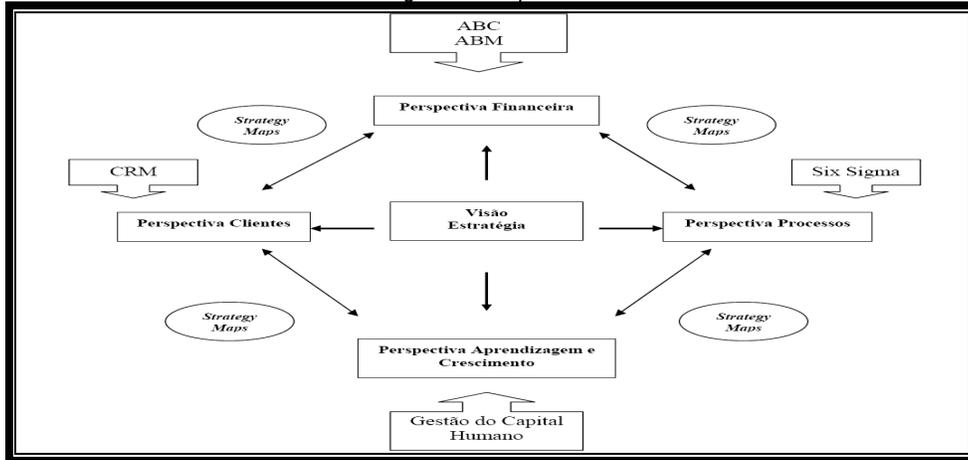 ABC
ABM
Perspectiva Financeira
Strategy
Maps
Strategy
Maps
CRM
Six Sigma
Perspectiva Clientes
Visão
Estratégia
Perspectiva Processos
Strategy
Maps
Strategy
Maps
Perspectiva Aprendizagem e
Crescimento
Gestão do Capital
Humano